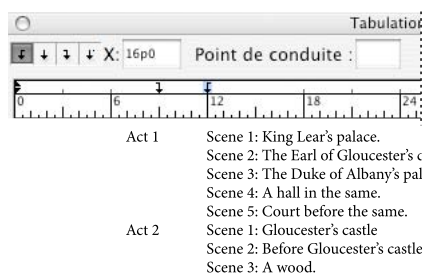 Tabulation
X: 16p0 Point de conduite :
0 6 12 18 24
Act 1 Scene 1: King Lear's palace.
Scene 2: The Earl of Gloucester's
Scene 3: The Duke of Albany's
Scene 4: A hall in the same.
Scene 5: Court before the same.
Act 2 Scene 1: Gloucester's castle
Scene 2: Before Gloucester's castle
Scene 3: A wood.